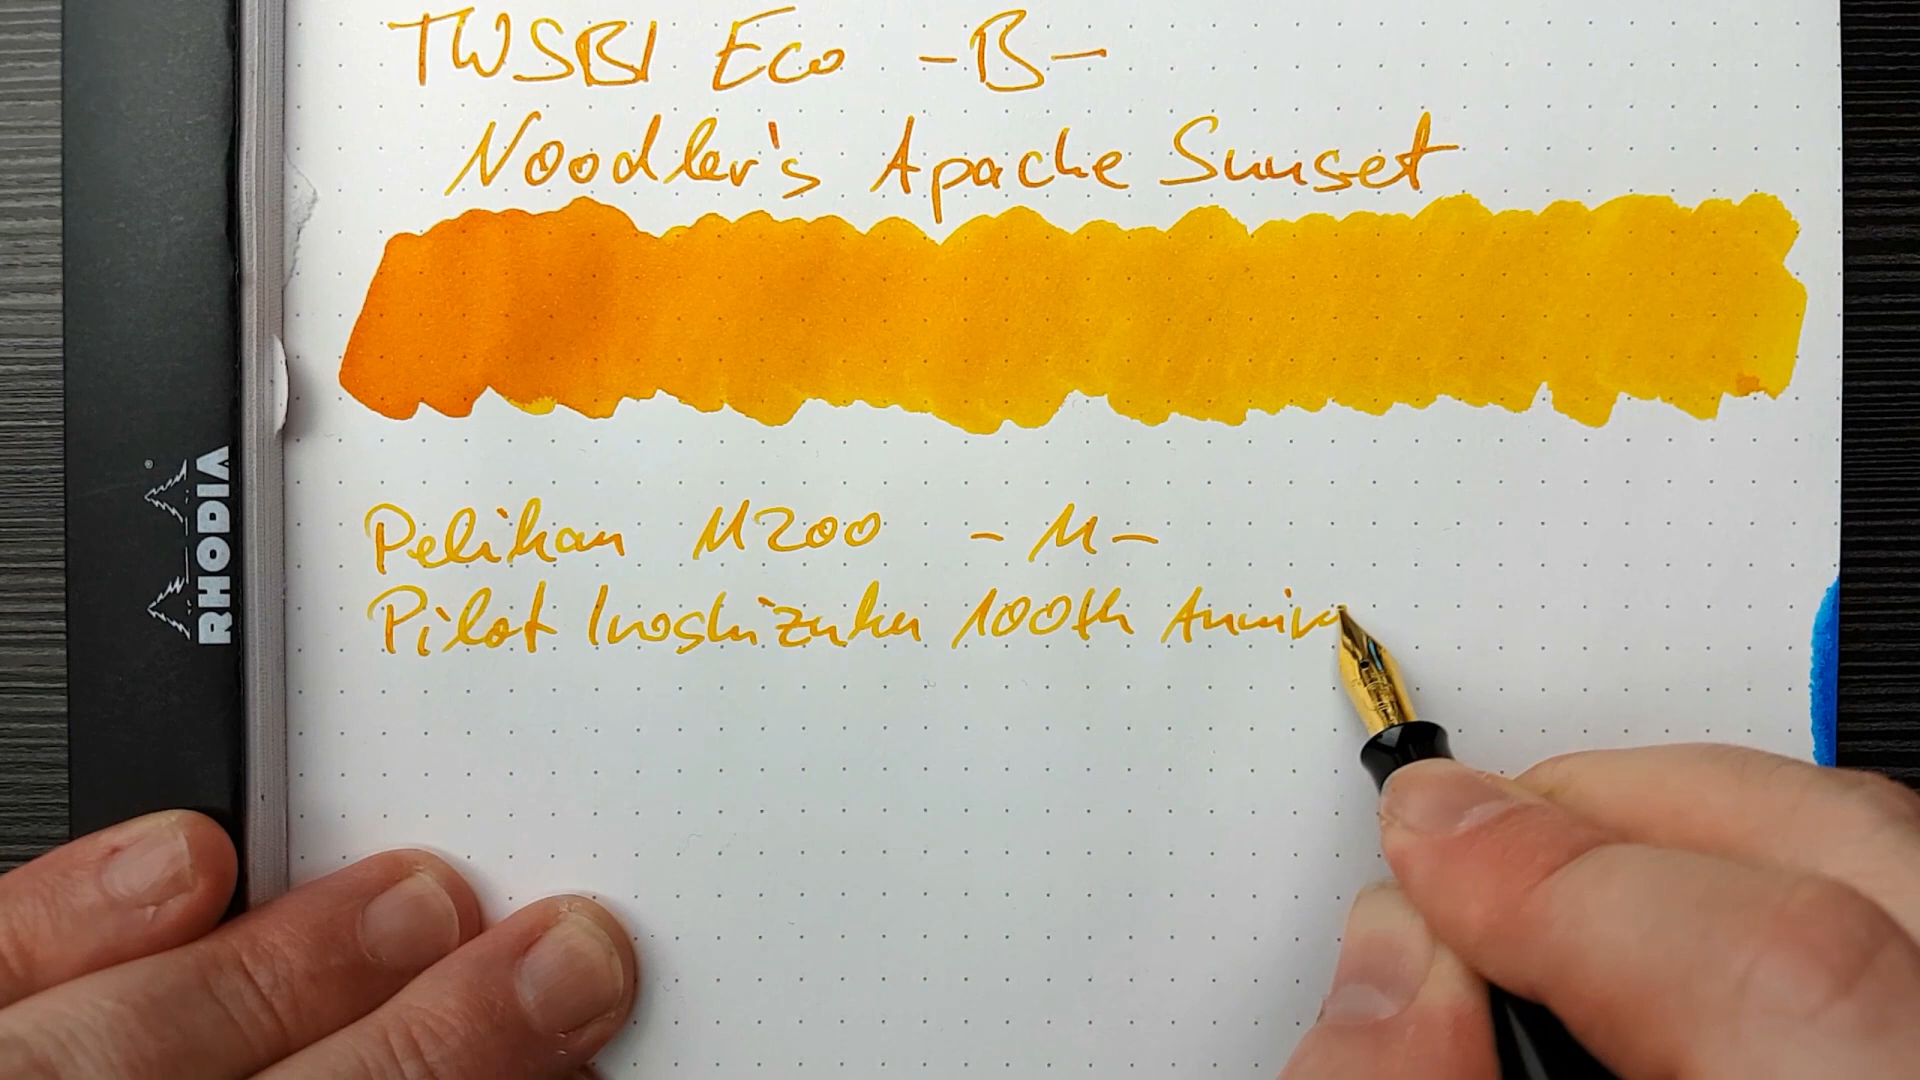 TWSBI Eco -B-
Noodler's Apache Sunset
Pelikan M200 -M-
Pilot Iroshizuku 100th Anniv
RHODIA